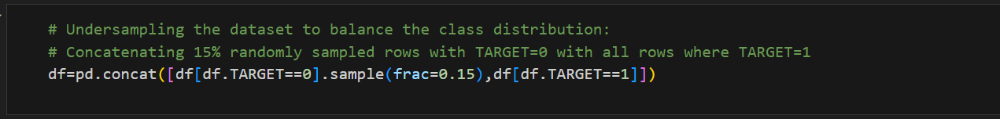 # Undersampling the dataset to balance the class distribution:
# Concatenating 15% randomly sampled rows with TARGET=0 with all rows where TARGET=1
df=pd.concat([df[df.TARGET==0].sample(frac=0.15),df[df.TARGET==1]])